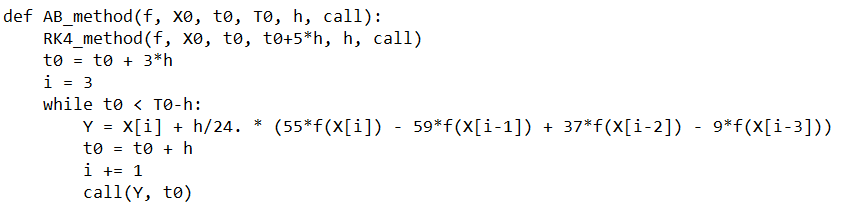 def AB_method(f, X0, t0, T0, h, call):
    RK4_method(f, X0, t0, t0+5*h, h, call)
    t0 = t0 + 3*h
    i = 3
    while t0 < T0-h:
        Y = X[i] + h/24. * (55*f(X[i]) - 59*f(X[i-1]) + 37*f(X[i-2]) - 9*f(X[i-3]))
        t0 = t0 + h
        i += 1
        call(Y, t0)